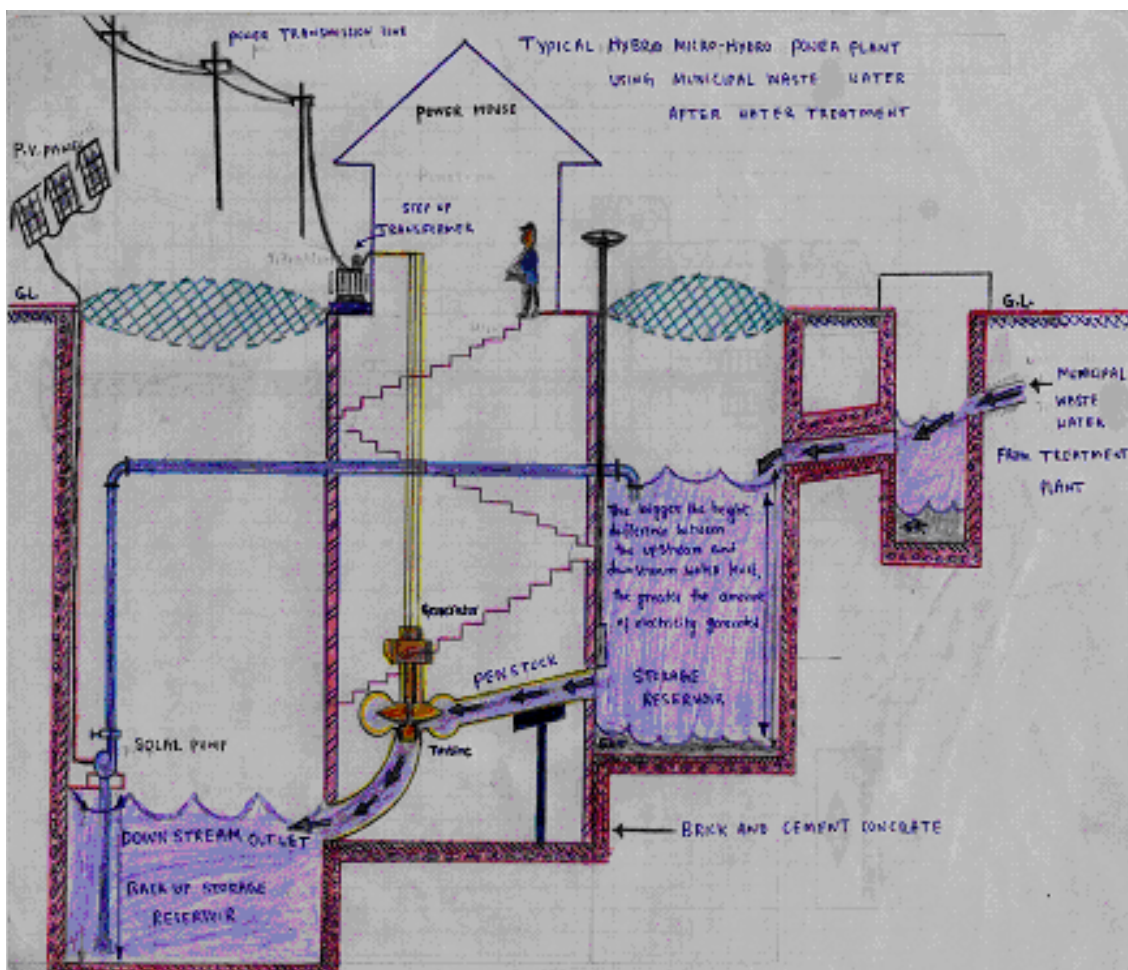 POWER TRANSMISSION LINE
TYPICAL HYBRO MICRO-HYDRO POWER PLANT
USING MUNICIPAL WASTE WATER
AFTER WATER TREATMENT
POWER HOUSE
P.V. PANEL
STEP UP
TRANSFORMER
G.L.
G.L.
MUNICIPAL
WASTE
WATER
FROM TREATMENT
PLANT
The bigger the height
difference between
the upstream and
downstream water level,
the greater the amount
of electricity generated
Generator
PENSTOCK
STORAGE
RESERVOIR
SOLAL PUMP
Turbine
DOWN STREAM OUTLET
BACK UP STORAGE
RESERVOIR
BRICK AND CEMENT CONCRATE